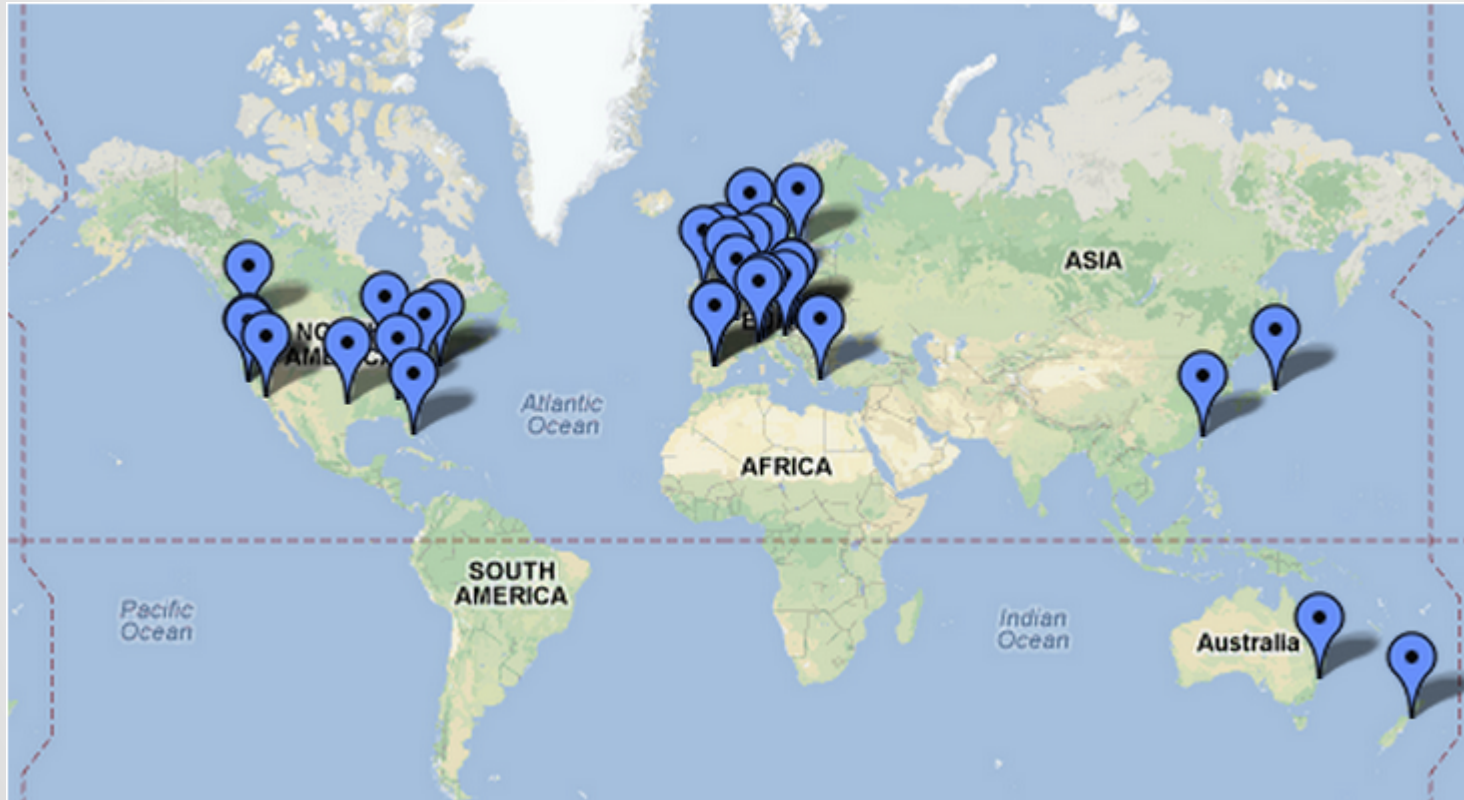 ASIA
Atlantic
Ocean
AFRICA
SOUTH
AMERICA
Pacific
Ocean
Indian
Ocean
Australia